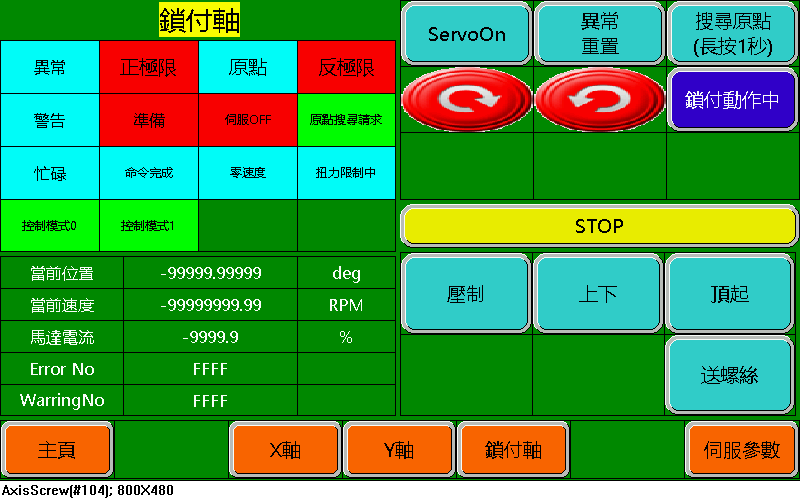 鎖付軸
異常 正極限 原點 反極限
警告 準備 伺服OFF 原點搜尋請求
忙碌 命令完成 零速度 扭力限制中
控制模式0 控制模式1
當前位置 -99999.99999 deg
當前速度 -99999999.99 RPM
馬達電流 -9999.9 %
Error No FFFF
WarringNo FFFF
ServoOn
異常
重置
搜尋原點
(長按1秒)
鎖付動作中
STOP
壓制 上下 頂起
送螺絲
主頁 X軸 Y軸 鎖付軸 伺服參數
AxisScrew(#104); 800X480